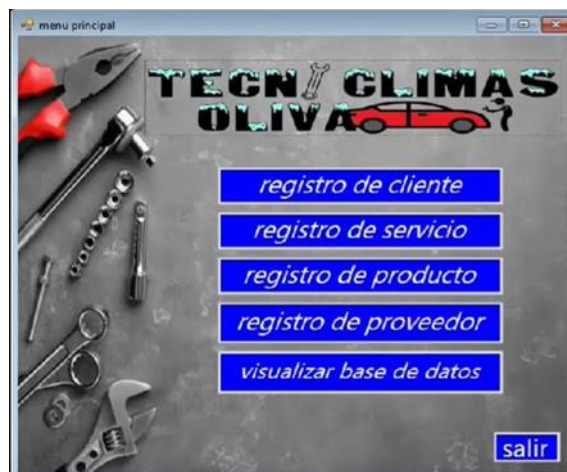 menu principal
TECNI CLIMAS
OLIVA
registro de cliente
registro de servicio
registro de producto
registro de proveedor
visualizar base de datos
salir